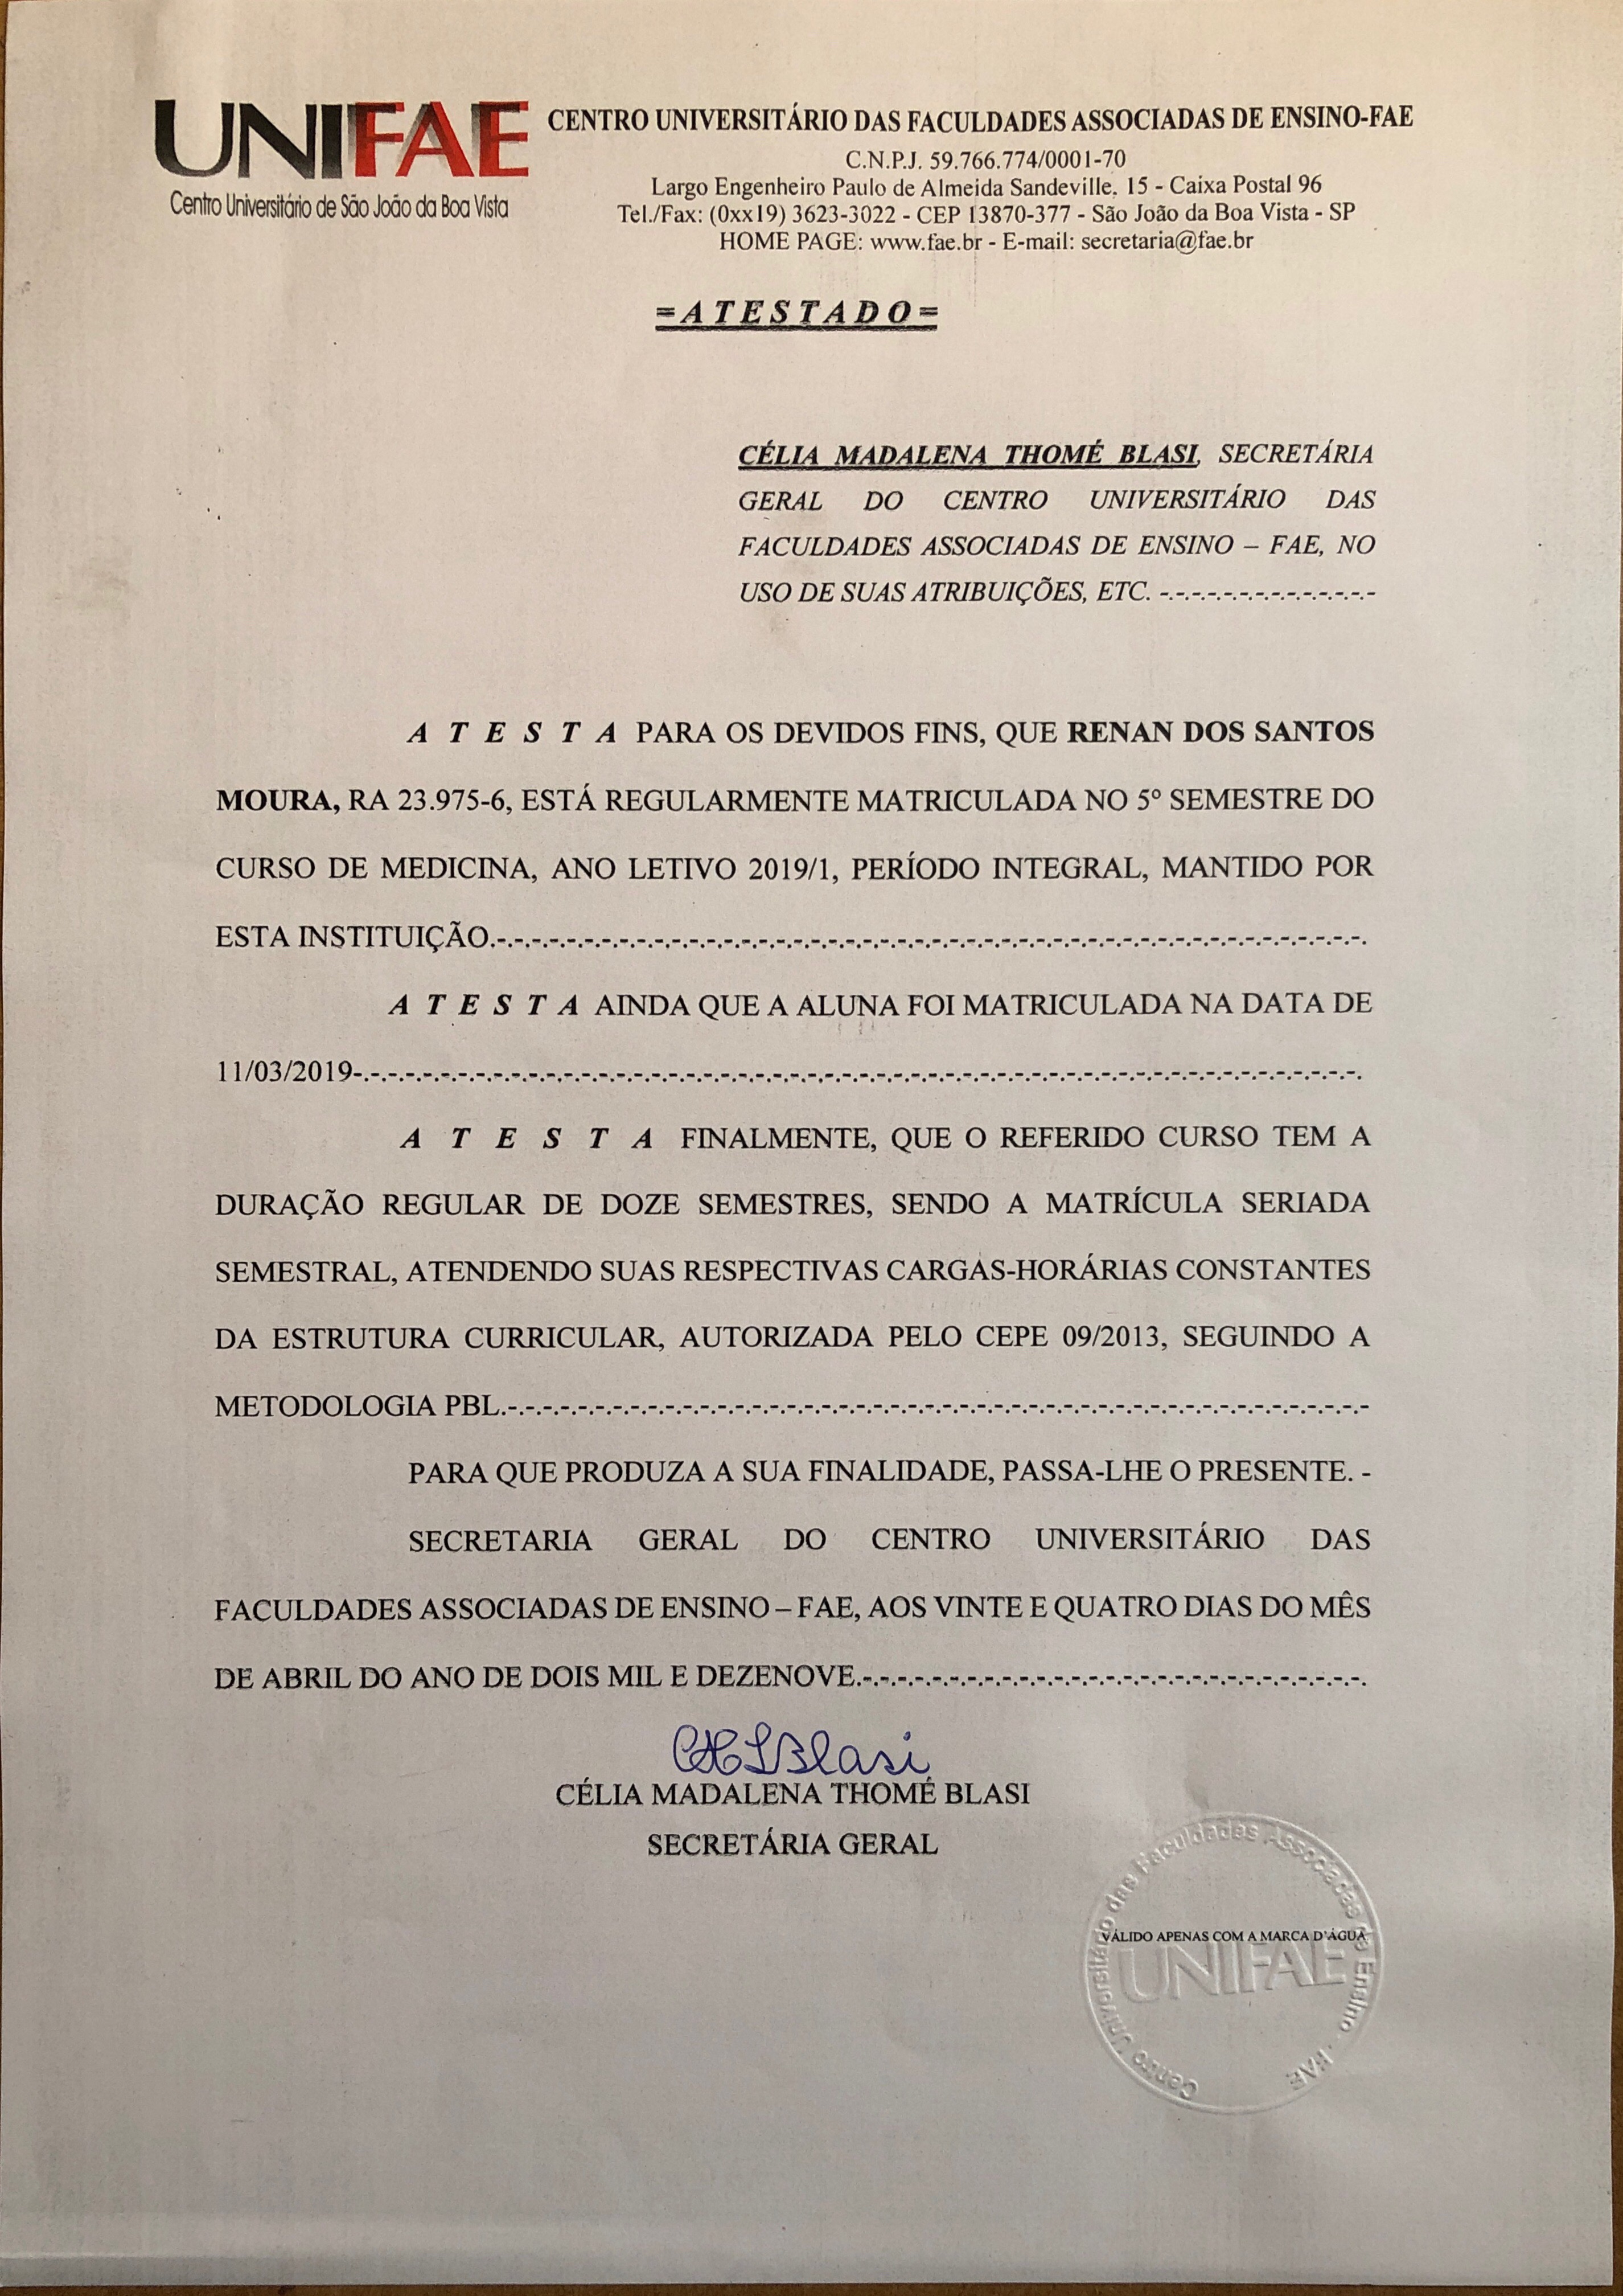 UNIFAE
Centro Universitário de São João da Boa Vista
CENTRO UNIVERSITÁRIO DAS FACULDADES ASSOCIADAS DE ENSINO-FAE
C.N.P.J. 59.766.774/0001-70
Largo Engenheiro Paulo de Almeida Sandeville, 15 - Caixa Postal 96
Tel./Fax: (0xx19) 3623-3022 - CEP 13870-377 - São João da Boa Vista - SP
HOME PAGE: www.fae.br - E-mail: secretaria@fae.br
=A T E S T A D O=
CÉLIA MADALENA THOMÉ BLASI, SECRETÁRIA
GERAL DO CENTRO UNIVERSITÁRIO DAS
FACULDADES ASSOCIADAS DE ENSINO – FAE, NO
USO DE SUAS ATRIBUIÇÕES, ETC. -.-.-.-.-.-.-.-.-.-.-.-.-.-.-.-
A T E S T A PARA OS DEVIDOS FINS, QUE RENAN DOS SANTOS
MOURA, RA 23.975-6, ESTÁ REGULARMENTE MATRICULADA NO 5º SEMESTRE DO
CURSO DE MEDICINA, ANO LETIVO 2019/1, PERÍODO INTEGRAL, MANTIDO POR
ESTA INSTITUIÇÃO.-.-.-.-.-.-.-.-.-.-.-.-.-.-.-.-.-.-.-.-.-.-.-.-.-.-.-.-.-.-.-.-.-.-.-.-.-.-.-.-.-.-.-.-.-.-.-.-.-.
A T E S T A AINDA QUE A ALUNA FOI MATRICULADA NA DATA DE
11/03/2019-.-.-.-.-.-.-.-.-.-.-.-.-.-.-.-.-.-.-.-.-.-.-.-.-.-.-.-.-.-.-.-.-.-.-.-.-.-.-.-.-.-.-.-.-.-.-.-.-.-.-.-.-.-.-.-.
A T E S T A FINALMENTE, QUE O REFERIDO CURSO TEM A
DURAÇÃO REGULAR DE DOZE SEMESTRES, SENDO A MATRÍCULA SERIADA
SEMESTRAL, ATENDENDO SUAS RESPECTIVAS CARGAS-HORÁRIAS CONSTANTES
DA ESTRUTURA CURRICULAR, AUTORIZADA PELO CEPE 09/2013, SEGUINDO A
METODOLOGIA PBL.-.-.-.-.-.-.-.-.-.-.-.-.-.-.-.-.-.-.-.-.-.-.-.-.-.-.-.-.-.-.-.-.-.-.-.-.-.-.-.-.-.-.-.-.-.-.-.-.-
PARA QUE PRODUZA A SUA FINALIDADE, PASSA-LHE O PRESENTE. -
SECRETARIA GERAL DO CENTRO UNIVERSITÁRIO DAS
FACULDADES ASSOCIADAS DE ENSINO – FAE, AOS VINTE E QUATRO DIAS DO MÊS
DE ABRIL DO ANO DE DOIS MIL E DEZENOVE.-.-.-.-.-.-.-.-.-.-.-.-.-.-.-.-.-.-.-.-.-.-.-.-.-.-.-.-.-.
CÉLIA MADALENA THOMÉ BLASI
SECRETÁRIA GERAL
VÁLIDO APENAS COM A MARCA D'ÁGUA
Centro Universitário das Faculdades Associadas de Ensino - FAE
UNIFAE